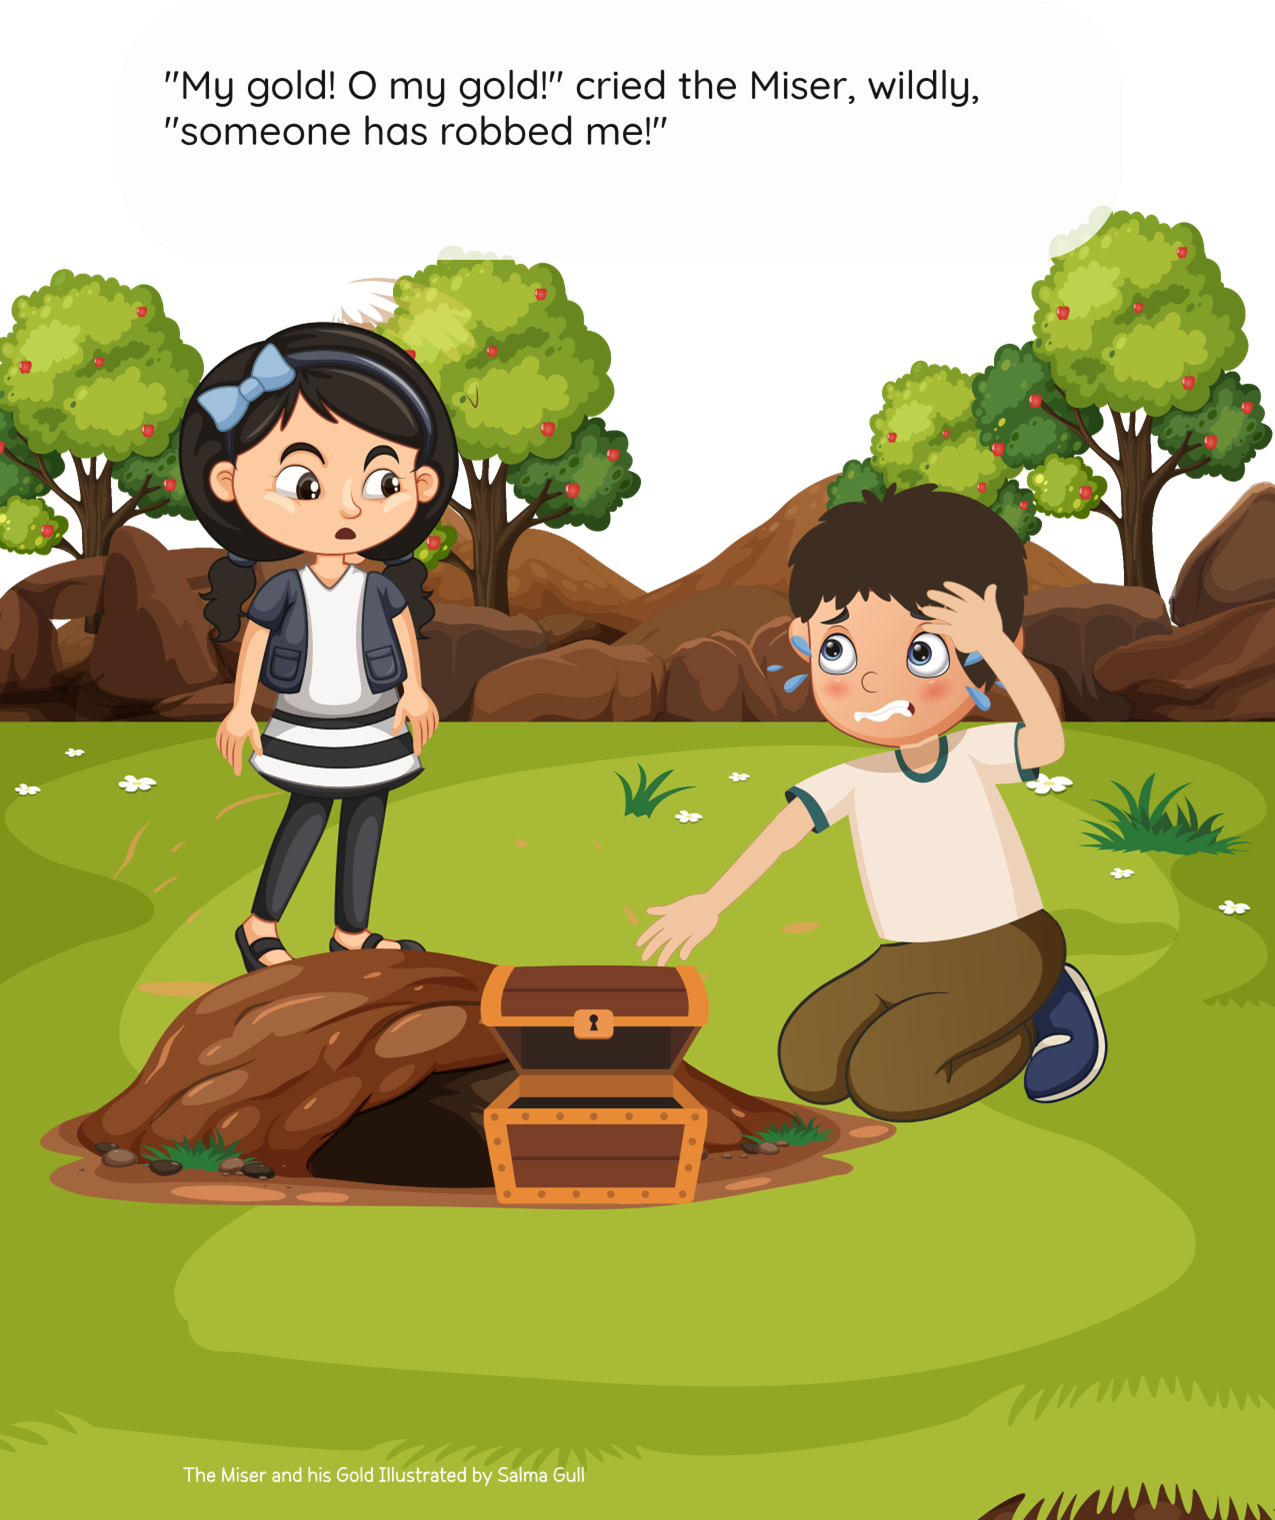 "My gold! O my gold!" cried the Miser, wildly,
"someone has robbed me!"
The Miser and his Gold Illustrated by Salma Gull